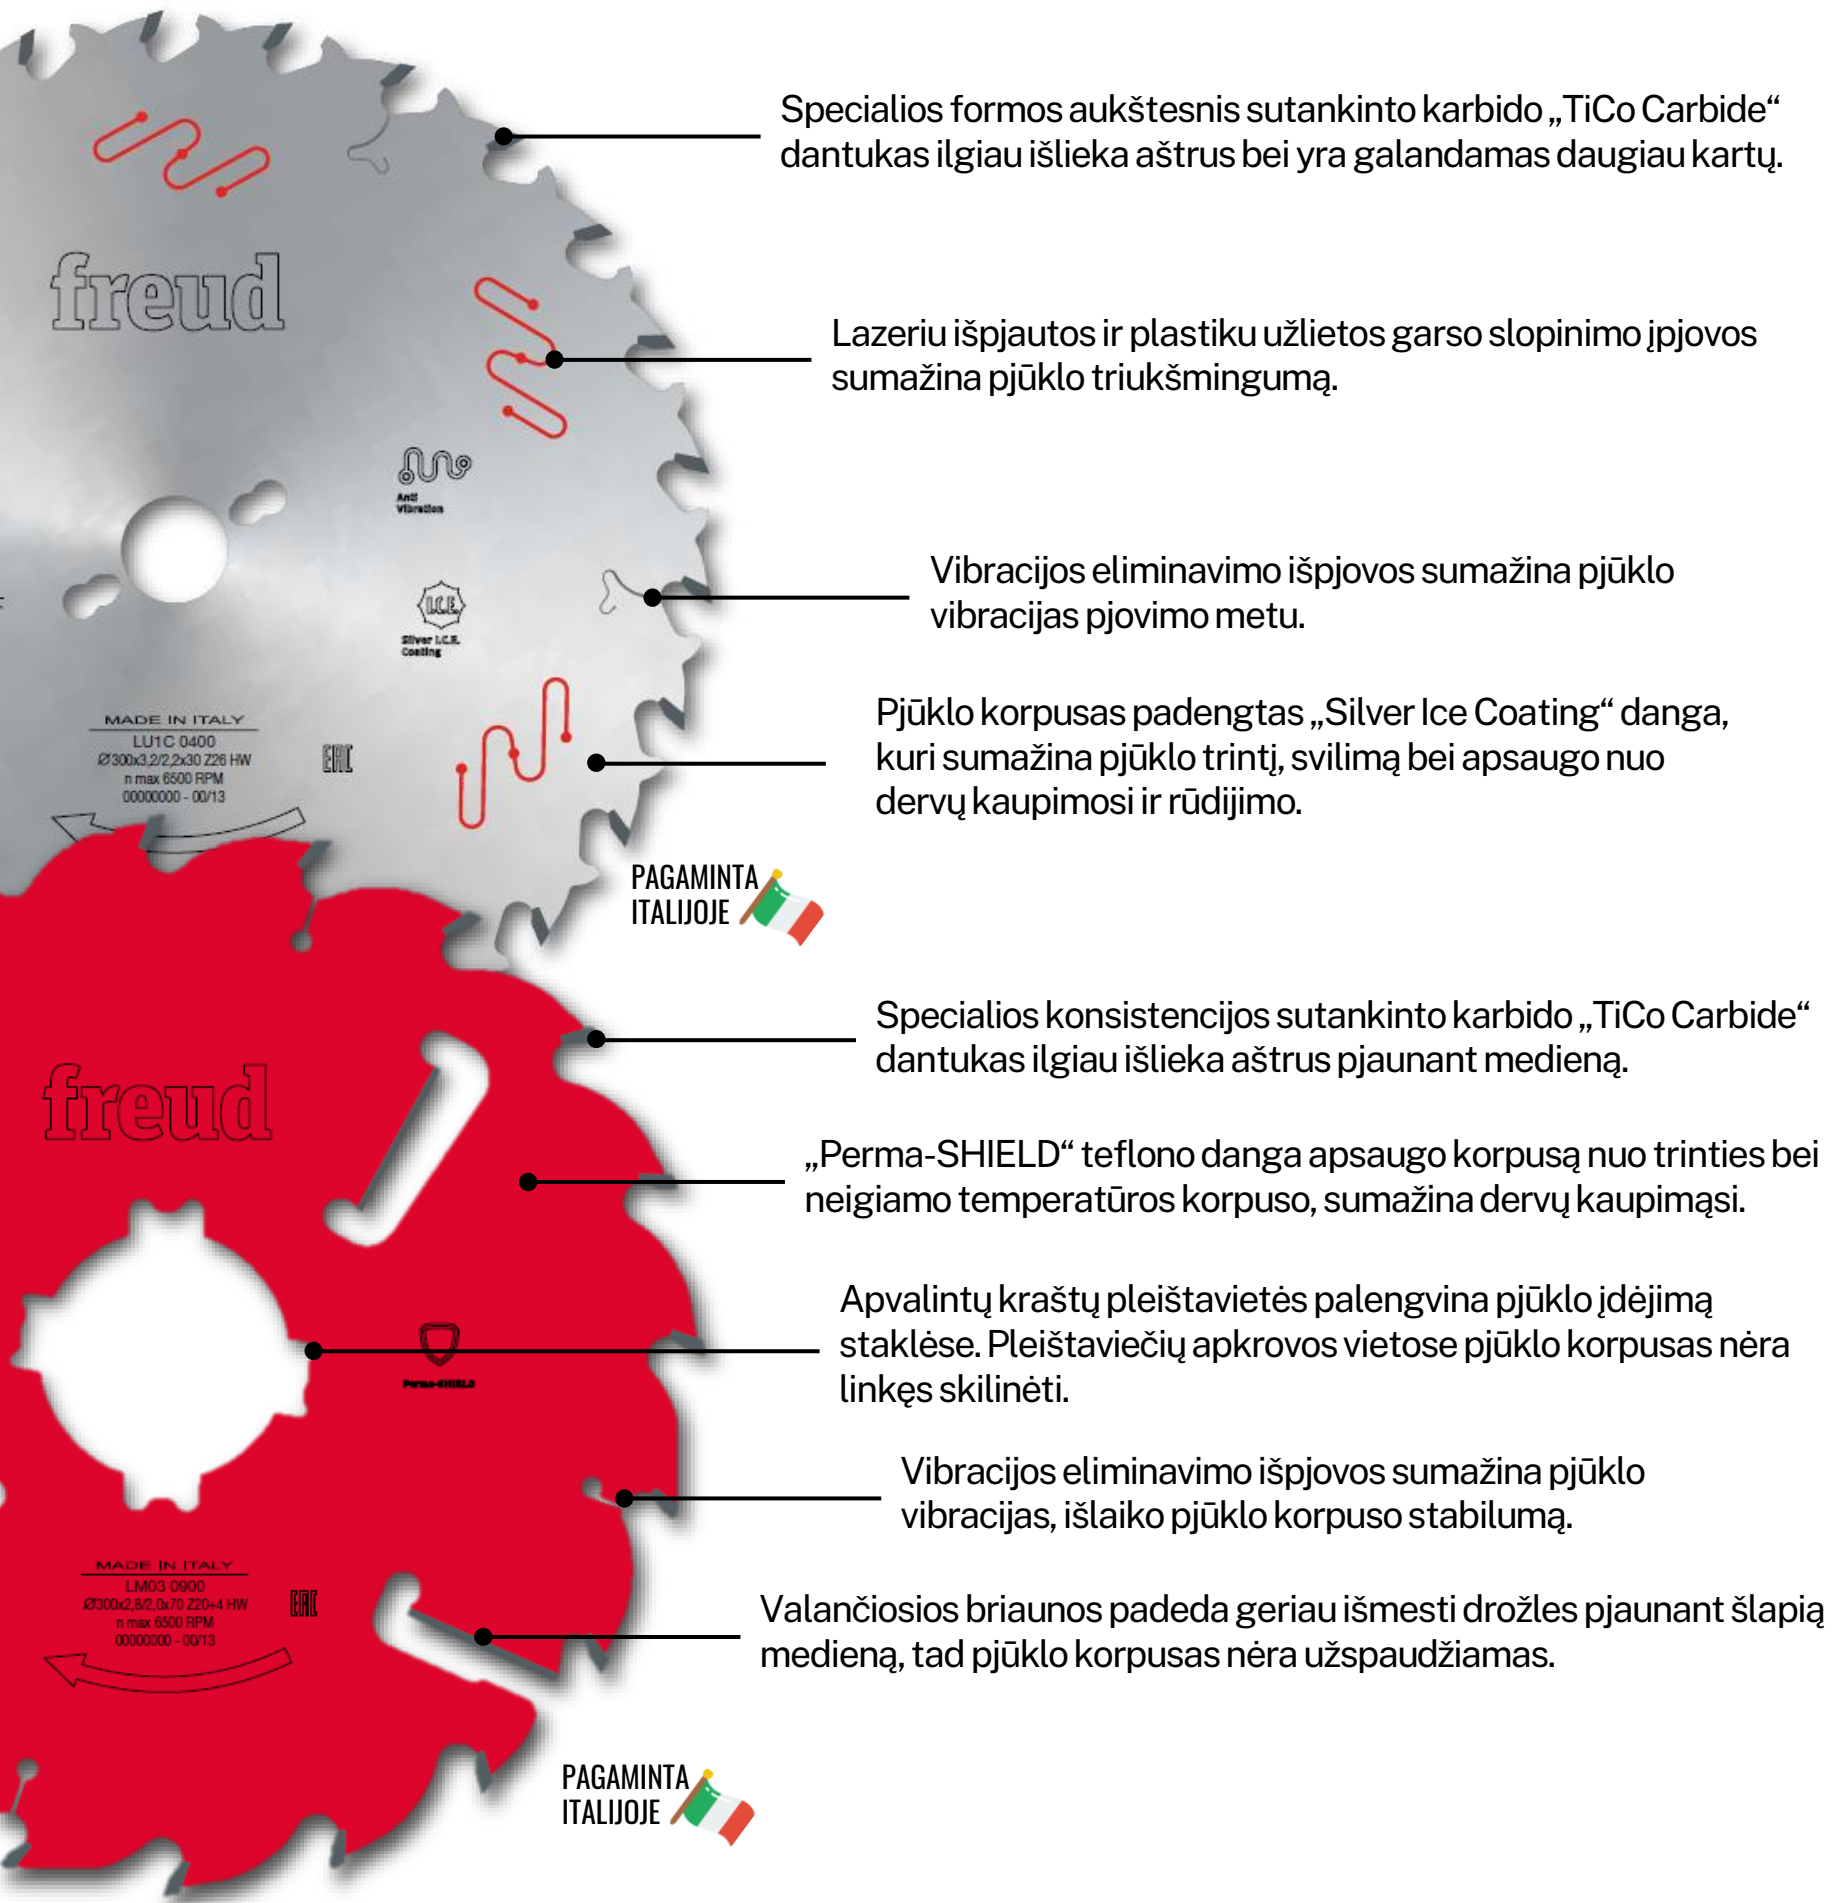 Specialios formos aukštesnis sutankinto karbido „TiCo Carbide“
dantukas ilgiau išlieka aštrus bei yra galandamas daugiau kartų.
freud
Lazeriu išpjautos ir plastiku užlietos garso slopinimo įpjovos
sumažina pjūklo triukšmingumą.
Anti
Vibration
Vibracijos eliminavimo išpjovos sumažina pjūklo
vibracijas pjovimo metu.
I.C.E.
Silver I.C.E.
Coating
Pjūklo korpusas padengtas „Silver Ice Coating“ danga,
kuri sumažina pjūklo trintį, svilimą bei apsaugo nuo
dervų kaupimosi ir rūdijimo.
MADE IN ITALY
LU1C 0400
Ø300x3,2/2,2x30 Z26 HW
n max 6500 RPM
00000000 - 00/13
EAC
PAGAMINTA
ITALIJOJE
Specialios konsistencijos sutankinto karbido „TiCo Carbide“
dantukas ilgiau išlieka aštrus pjaunant medieną.
freud
„Perma-SHIELD“ teflono danga apsaugo korpusą nuo trinties bei
neigiamo temperatūros korpuso, sumažina dervų kaupimąsi.
Apvalintų kraštų pleištavietės palengvina pjūklo įdėjimą
staklėse. Pleištaviečių apkrovos vietose pjūklo korpusas nėra
linkęs skilinėti.
Perma-SHIELD
Vibracijos eliminavimo išpjovos sumažina pjūklo
vibracijas, išlaiko pjūklo korpuso stabilumą.
MADE IN ITALY
LM03 0900
Ø300x2,8/2,0x70 Z20+4 HW
n max 6500 RPM
00000000 - 00/13
EAC
Valančiosios briaunos padeda geriau išmesti drožles pjaunant šlapią
medieną, tad pjūklo korpusas nėra užspaudžiamas.
PAGAMINTA
ITALIJOJE